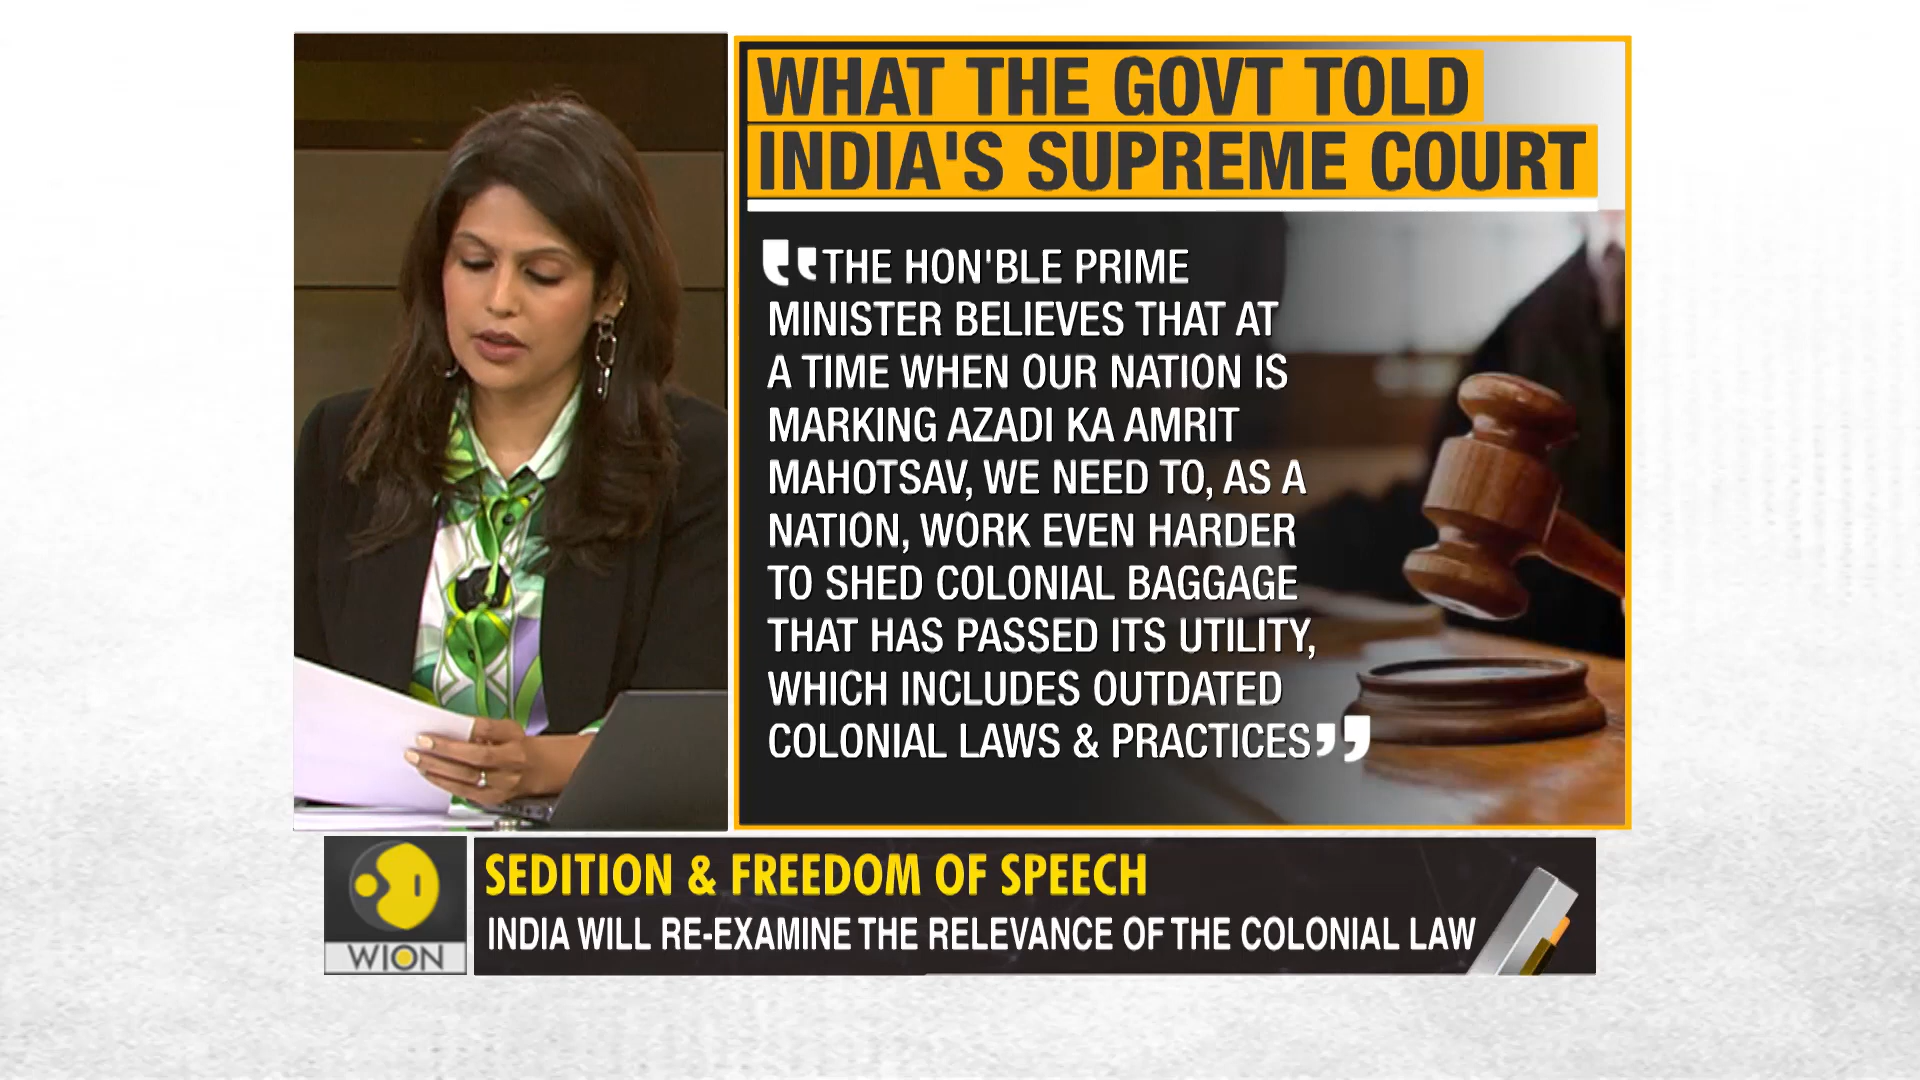 WHAT THE GOVT TOLD
INDIA'S SUPREME COURT
“THE HON'BLE PRIME
MINISTER BELIEVES THAT AT
A TIME WHEN OUR NATION IS
MARKING AZADI KA AMRIT
MAHOTSAV, WE NEED TO, AS A
NATION, WORK EVEN HARDER
TO SHED COLONIAL BAGGAGE
THAT HAS PASSED ITS UTILITY,
WHICH INCLUDES OUTDATED
COLONIAL LAWS & PRACTICES”
SEDITION & FREEDOM OF SPEECH
INDIA WILL RE-EXAMINE THE RELEVANCE OF THE COLONIAL LAW
WION